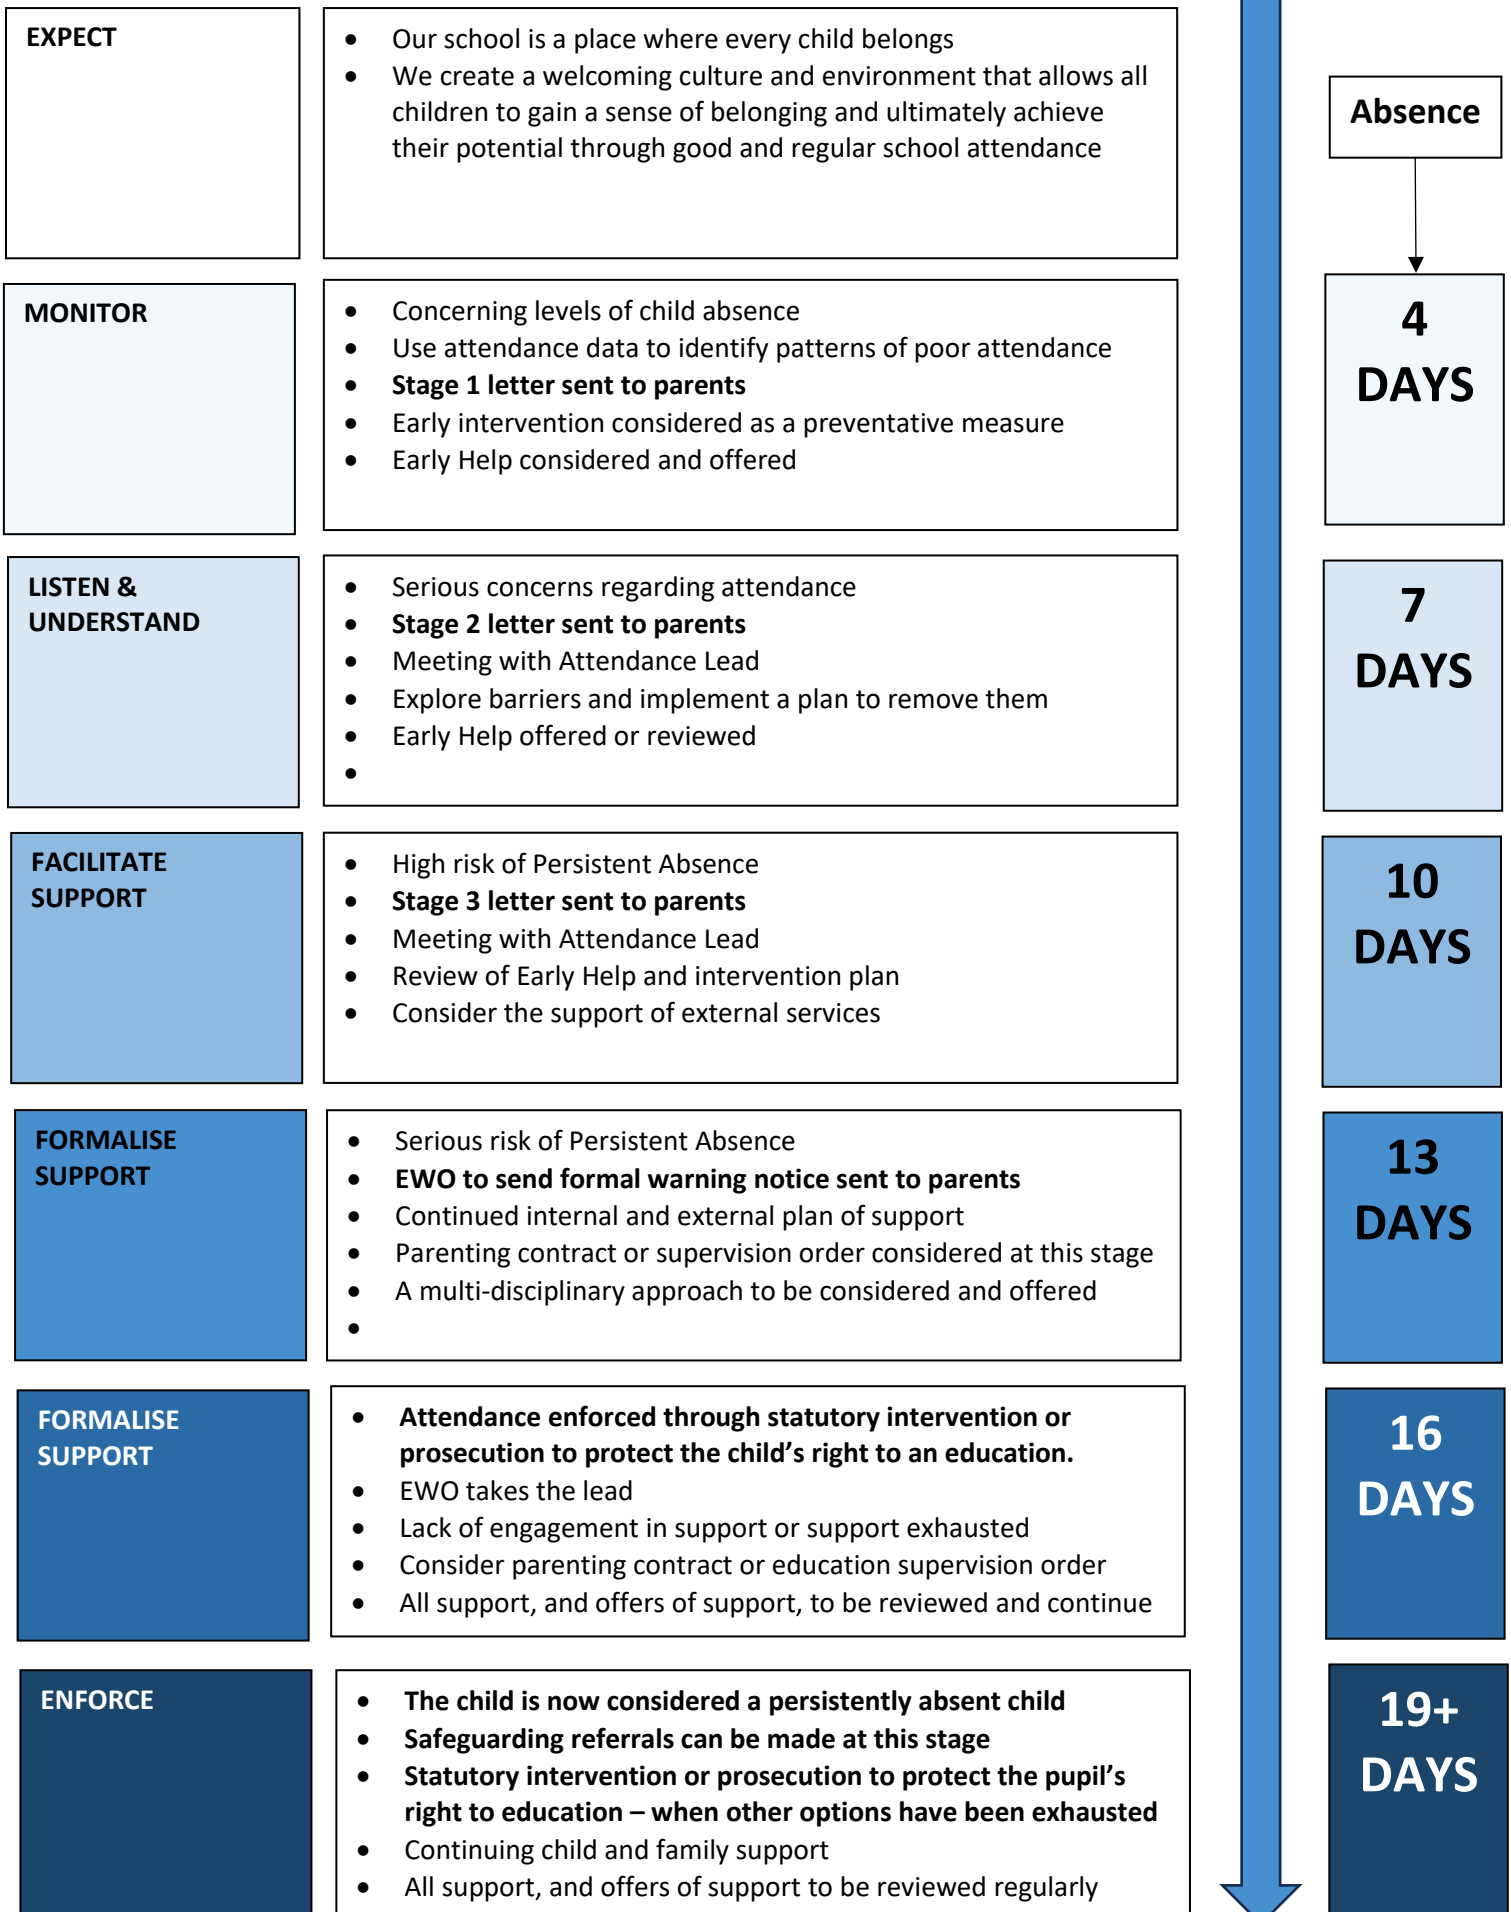 EXPECT
• Our school is a place where every child belongs
• We create a welcoming culture and environment that allows all
children to gain a sense of belonging and ultimately achieve
their potential through good and regular school attendance
Absence
MONITOR
• Concerning levels of child absence
• Use attendance data to identify patterns of poor attendance
• Stage 1 letter sent to parents
• Early intervention considered as a preventative measure
• Early Help considered and offered
4
DAYS
LISTEN &
UNDERSTAND
• Serious concerns regarding attendance
• Stage 2 letter sent to parents
• Meeting with Attendance Lead
• Explore barriers and implement a plan to remove them
• Early Help offered or reviewed
•
7
DAYS
FACILITATE
SUPPORT
• High risk of Persistent Absence
• Stage 3 letter sent to parents
• Meeting with Attendance Lead
• Review of Early Help and intervention plan
• Consider the support of external services
10
DAYS
FORMALISE
SUPPORT
• Serious risk of Persistent Absence
• EWO to send formal warning notice sent to parents
• Continued internal and external plan of support
• Parenting contract or supervision order considered at this stage
• A multi-disciplinary approach to be considered and offered
•
13
DAYS
FORMALISE
SUPPORT
• Attendance enforced through statutory intervention or
prosecution to protect the child’s right to an education.
• EWO takes the lead
• Lack of engagement in support or support exhausted
• Consider parenting contract or education supervision order
• All support, and offers of support, to be reviewed and continue
16
DAYS
ENFORCE
• The child is now considered a persistently absent child
• Safeguarding referrals can be made at this stage
• Statutory intervention or prosecution to protect the pupil’s
right to education – when other options have been exhausted
• Continuing child and family support
• All support, and offers of support to be reviewed regularly
19+
DAYS